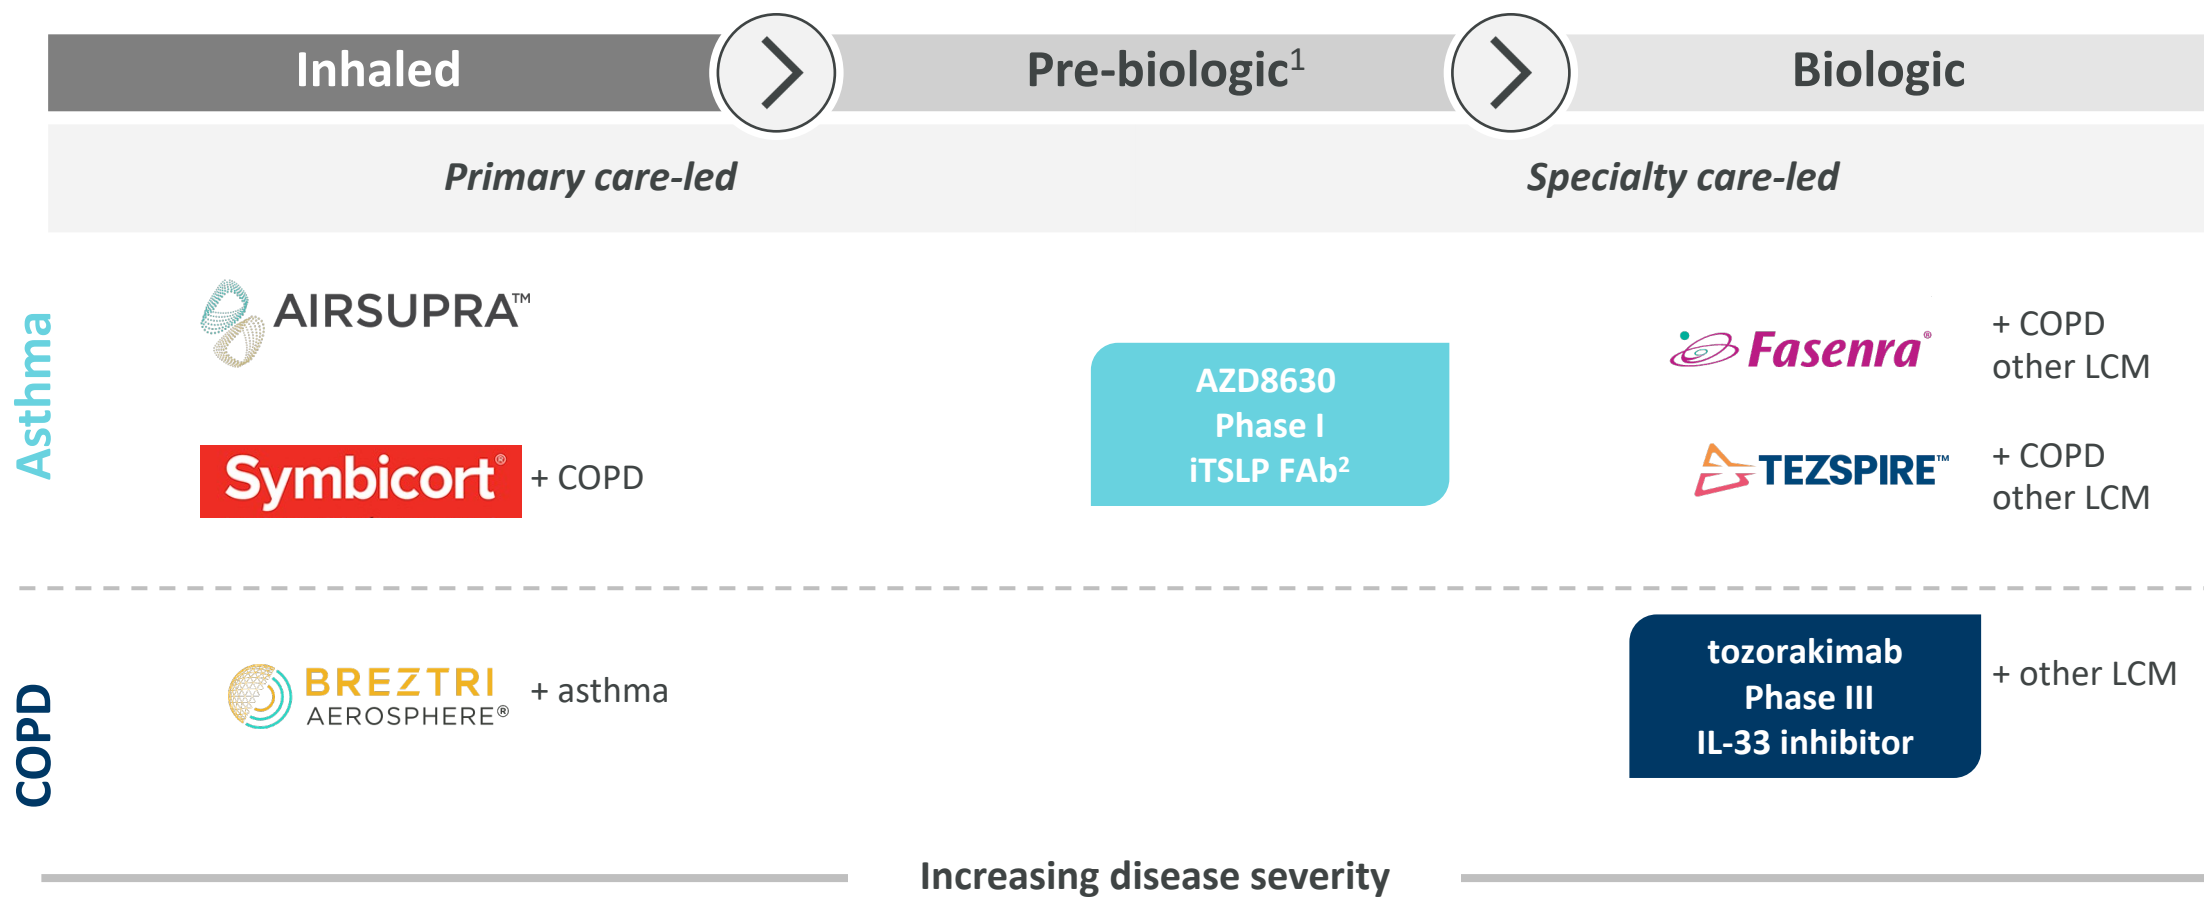 Inhaled
Pre-biologic1
Biologic
Primary care-led
Specialty care-led
Asthma
AIRSUPRA™
Symbicort® + COPD
AZD8630
Phase I
iTSLP FAb2
Fasenra®
+ COPD
other LCM
TEZSPIRE™
+ COPD
other LCM
COPD
BREZTRI
AEROSPHERE®
+ asthma
tozorakimab
Phase III
IL-33 inhibitor
+ other LCM
Increasing disease severity